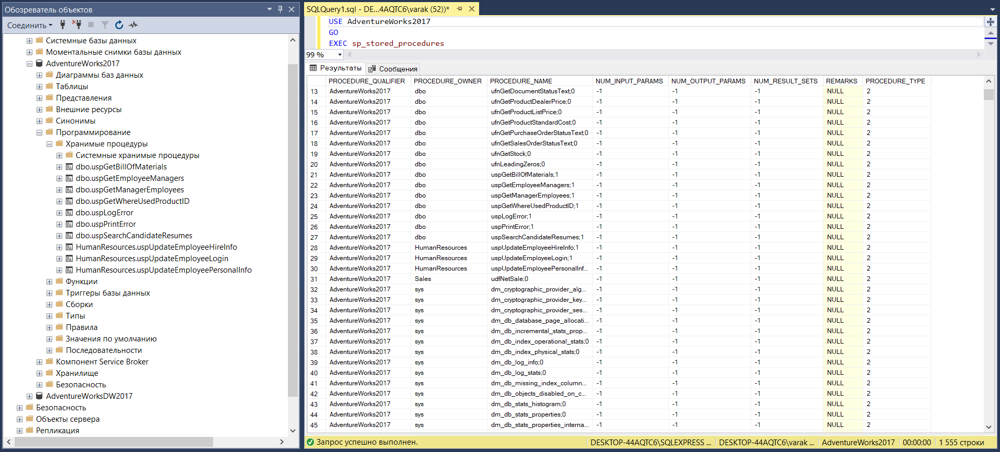 Обозреватель объектов
Соединить
Системные базы данных
Моментальные снимки базы данных
AdventureWorks2017
Диаграммы баз данных
Таблицы
Представления
Внешние ресурсы
Синонимы
Программирование
Хранимые процедуры
Системные хранимые процедуры
dbo.uspGetBillOfMaterials
dbo.uspGetEmployeeManagers
dbo.uspGetManagerEmployees
dbo.uspGetWhereUsedProductID
dbo.uspLogError
dbo.uspPrintError
dbo.uspSearchCandidateResumes
HumanResources.uspUpdateEmployeeHireInfo
HumanResources.uspUpdateEmployeeLogin
HumanResources.uspUpdateEmployeePersonalInfo
Функции
Триггеры базы данных
Сборки
Типы
Правила
Значения по умолчанию
Последовательности
Компонент Service Broker
Хранилище
Безопасность
AdventureWorksDW2017
Безопасность
Объекты сервера
Репликация
SQLQuery1.sql - DE...4AQTC6\varak (52))*
USE AdventureWorks2017
GO
EXEC sp_stored_procedures
99 %
Результаты Сообщения
PROCEDURE_QUALIFIER PROCEDURE_OWNER PROCEDURE_NAME NUM_INPUT_PARAMS NUM_OUTPUT_PARAMS NUM_RESULT_SETS REMARKS PROCEDURE_TYPE
13 AdventureWorks2017 dbo ufnGetDocumentStatusText;0 -1 -1 -1 NULL 2
14 AdventureWorks2017 dbo ufnGetProductDealerPrice;0 -1 -1 -1 NULL 2
15 AdventureWorks2017 dbo ufnGetProductListPrice;0 -1 -1 -1 NULL 2
16 AdventureWorks2017 dbo ufnGetProductStandardCost;0 -1 -1 -1 NULL 2
17 AdventureWorks2017 dbo ufnGetPurchaseOrderStatusText;0 -1 -1 -1 NULL 2
18 AdventureWorks2017 dbo ufnGetSalesOrderStatusText;0 -1 -1 -1 NULL 2
19 AdventureWorks2017 dbo ufnGetStock;0 -1 -1 -1 NULL 2
20 AdventureWorks2017 dbo ufnLeadingZeros;0 -1 -1 -1 NULL 2
21 AdventureWorks2017 dbo uspGetBillOfMaterials;1 -1 -1 -1 NULL 2
22 AdventureWorks2017 dbo uspGetEmployeeManagers;1 -1 -1 -1 NULL 2
23 AdventureWorks2017 dbo uspGetManagerEmployees;1 -1 -1 -1 NULL 2
24 AdventureWorks2017 dbo uspGetWhereUsedProductID;1 -1 -1 -1 NULL 2
25 AdventureWorks2017 dbo uspLogError;1 -1 -1 -1 NULL 2
26 AdventureWorks2017 dbo uspPrintError;1 -1 -1 -1 NULL 2
27 AdventureWorks2017 dbo uspSearchCandidateResumes;1 -1 -1 -1 NULL 2
28 AdventureWorks2017 HumanResources uspUpdateEmployeeHireInfo;1 -1 -1 -1 NULL 2
29 AdventureWorks2017 HumanResources uspUpdateEmployeeLogin;1 -1 -1 -1 NULL 2
30 AdventureWorks2017 HumanResources uspUpdateEmployeePersonalInf... -1 -1 -1 NULL 2
31 AdventureWorks2017 Sales udfNetSale;0 -1 -1 -1 NULL 2
32 AdventureWorks2017 sys dm_cryptographic_provider_alg... -1 -1 -1 NULL 2
33 AdventureWorks2017 sys dm_cryptographic_provider_key... -1 -1 -1 NULL 2
34 AdventureWorks2017 sys dm_cryptographic_provider_ses... -1 -1 -1 NULL 2
35 AdventureWorks2017 sys dm_db_database_page_allocati... -1 -1 -1 NULL 2
36 AdventureWorks2017 sys dm_db_incremental_stats_prop... -1 -1 -1 NULL 2
37 AdventureWorks2017 sys dm_db_index_operational_stats;0 -1 -1 -1 NULL 2
38 AdventureWorks2017 sys dm_db_index_physical_stats;0 -1 -1 -1 NULL 2
39 AdventureWorks2017 sys dm_db_log_info;0 -1 -1 -1 NULL 2
40 AdventureWorks2017 sys dm_db_log_stats;0 -1 -1 -1 NULL 2
41 AdventureWorks2017 sys dm_db_missing_index_column... -1 -1 -1 NULL 2
42 AdventureWorks2017 sys dm_db_objects_disabled_on_c... -1 -1 -1 NULL 2
43 AdventureWorks2017 sys dm_db_stats_histogram;0 -1 -1 -1 NULL 2
44 AdventureWorks2017 sys dm_db_stats_properties;0 -1 -1 -1 NULL 2
45 AdventureWorks2017 sys dm_db_stats_properties_interna... -1 -1 -1 NULL 2
Запрос успешно выполнен. DESKTOP-44AQTC6\SQLEXPRESS ... DESKTOP-44AQTC6\varak ... AdventureWorks2017 00:00:00 1 555 строки